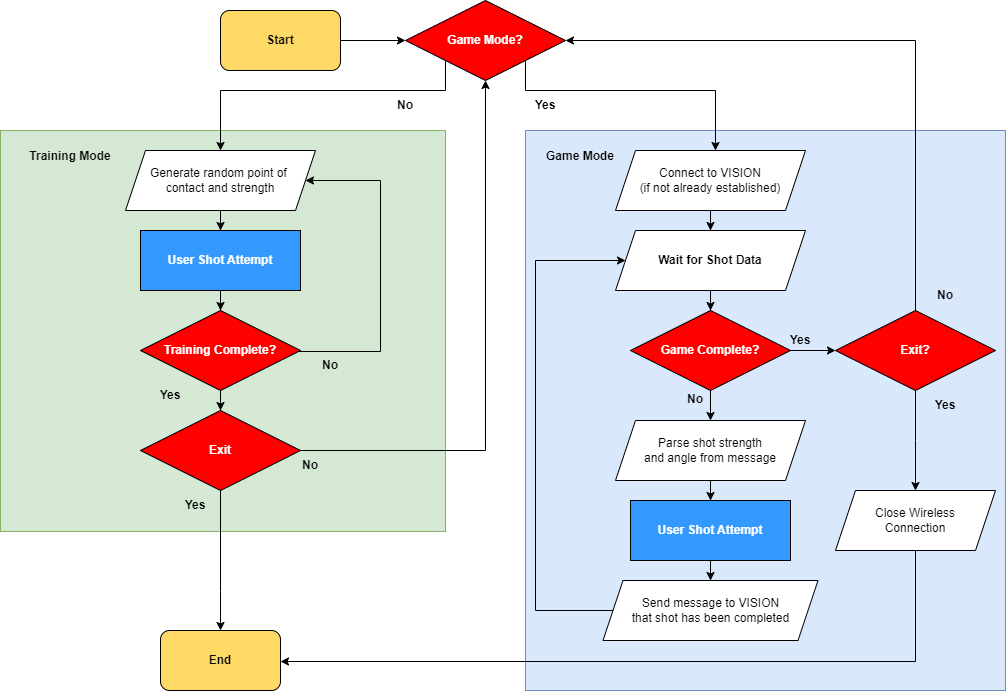 Start
Game Mode?
No
Yes
Training Mode
Generate random point of
contact and strength
User Shot Attempt
Training Complete?
No
Yes
Exit
No
Yes
End
Game Mode
Connect to VISION
(if not already established)
Wait for Shot Data
Game Complete?
Yes
No
Exit?
No
Yes
Parse shot strength
and angle from message
User Shot Attempt
Send message to VISION
that shot has been completed
Close Wireless
Connection